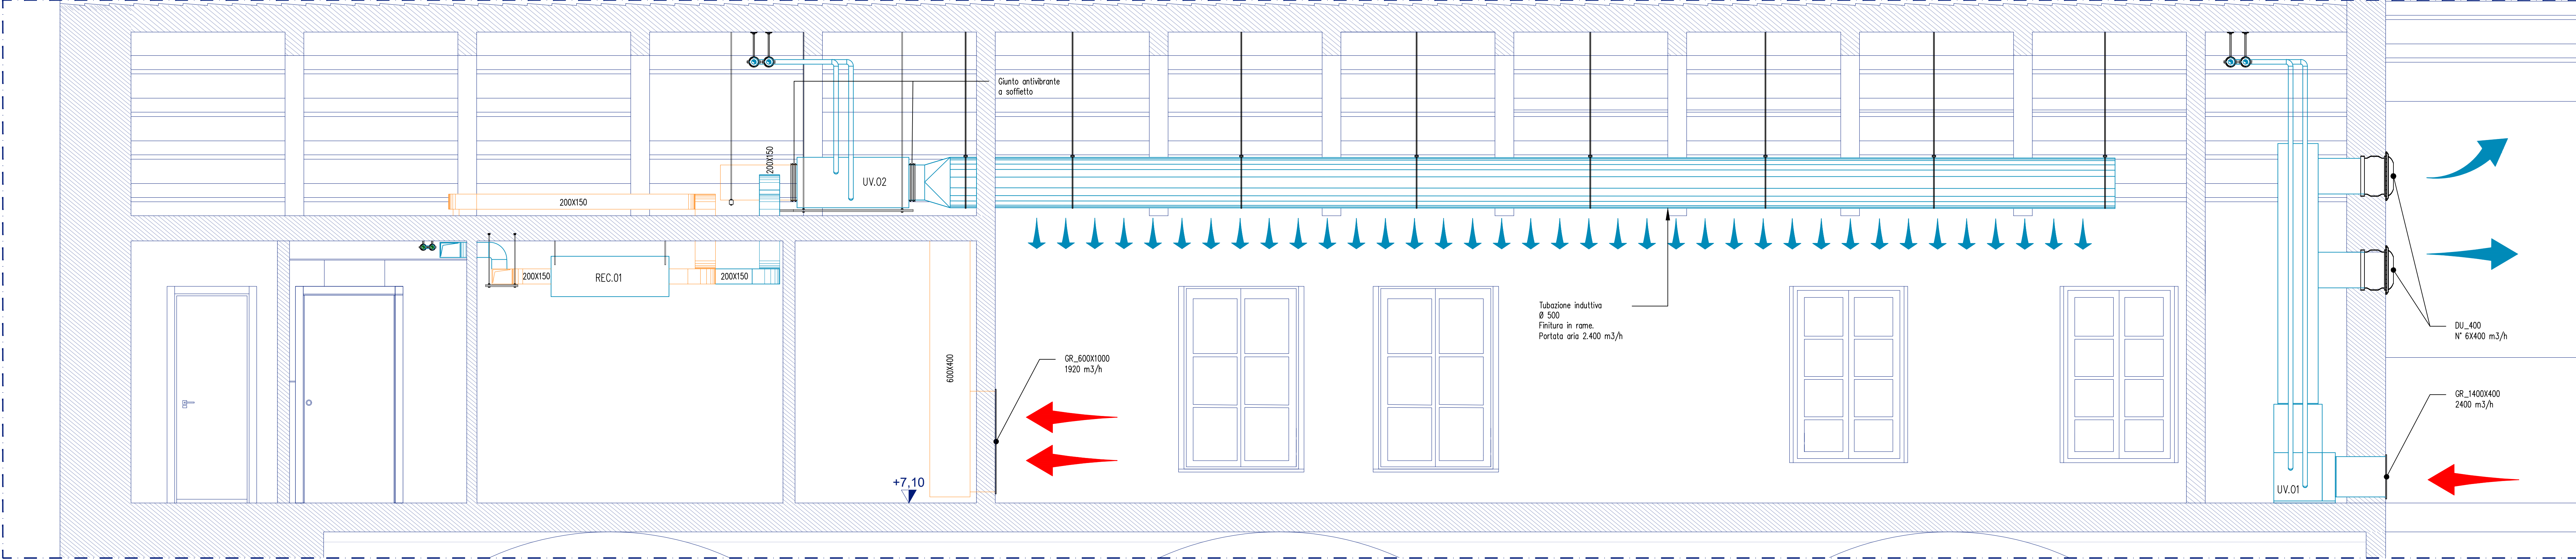 Giunto antivibrante
a soffietto
200X150
UV.02
200X150
200X150
REC.01
200X150
600X400
GR_600X1000
1920 m3/h
+7,10
Tubazione induttiva
Ø 500
Finitura in rame.
Portata aria 2.400 m3/h
DU_400
N° 6X400 m3/h
GR_1400X400
2400 m3/h
UV.01